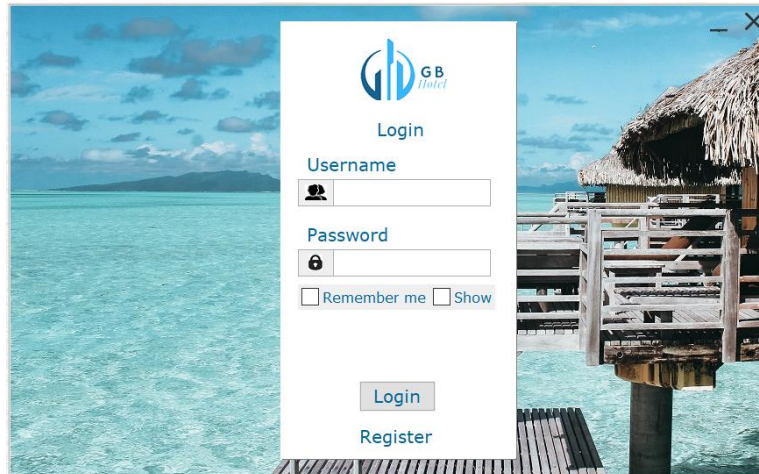 GB
Hotel
Login
Username
Password
Remember me Show
Login
Register